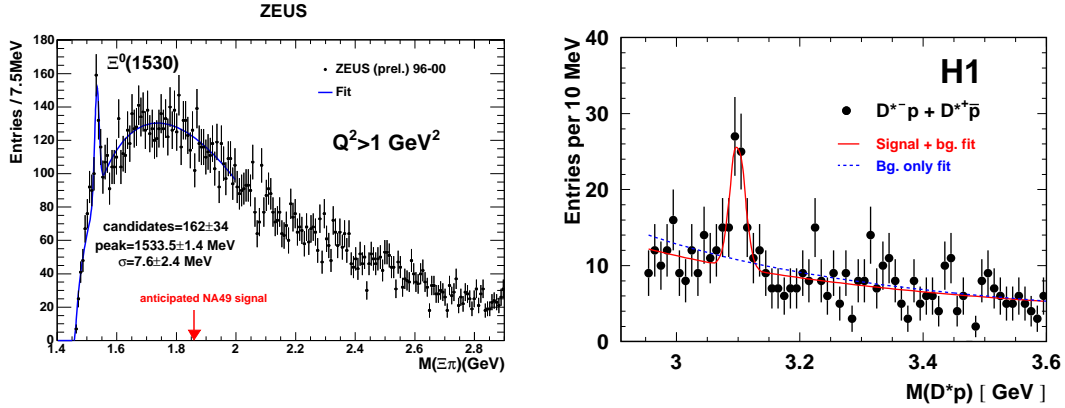 ZEUS
Entries / 7.5MeV
180
160
140
120
100
80
60
40
20
0
Ξ⁰(1530)
ZEUS (prel.) 96-00
Fit
Q²>1 GeV²
candidates=162±34
peak=1533.5±1.4 MeV
σ=7.6±2.4 MeV
anticipated NA49 signal
1.4 1.6 1.8 2 2.2 2.4 2.6 2.8
M(Ξπ)(GeV)
Entries per 10 MeV
40
30
20
10
0
H1
D*⁻p + D*⁺p̅
Signal + bg. fit
Bg. only fit
3 3.2 3.4 3.6
M(D*p) [ GeV ]